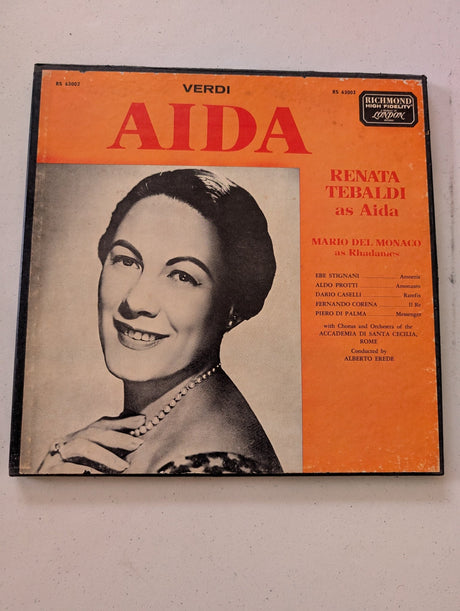 RS 63002
VERDI
RS 63002
AIDA
RICHMOND
HIGH FIDELITY
LONDON
RENATA
TEBALDI
as Aida
MARIO DEL MONACO
as Rhadames
EBE STIGNANI Amneris
ALDO PROTTI Amonasro
DARIO CASELLI Ramfis
FERNANDO CORENA Il Re
PIERO DI PALMA Messenger
with Chorus and Orchestra of the
ACCADEMIA DI SANTA CECILIA,
ROME
Conducted by
ALBERTO EREDE